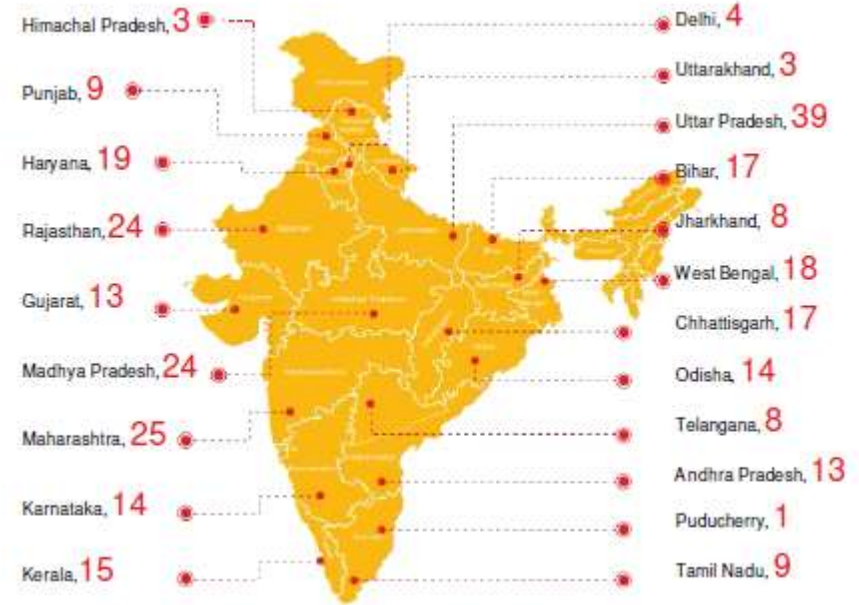 Himachal Pradesh, 3
Punjab, 9
Haryana, 19
Rajasthan, 24
Gujarat, 13
Madhya Pradesh, 24
Maharashtra, 25
Karnataka, 14
Kerala, 15
Delhi, 4
Uttarakhand, 3
Uttar Pradesh, 39
Bihar, 17
Jharkhand, 8
West Bengal, 18
Chhattisgarh, 17
Odisha, 14
Telangana, 8
Andhra Pradesh, 13
Puducherry, 1
Tamil Nadu, 9